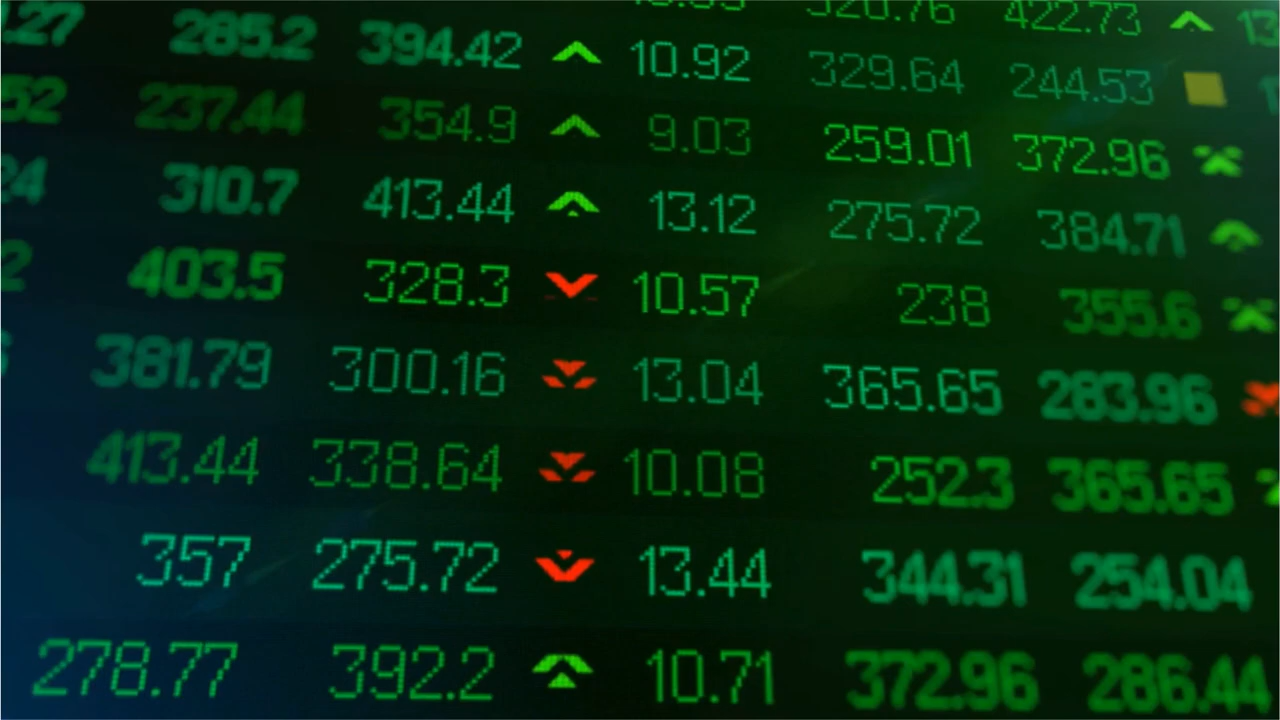 422.73
285.2 394.42 10.92 329.64 244.53
237.44 354.9 9.03 259.01 372.96
310.7 413.44 13.12 275.72 384.71
403.5 328.3 10.57 238 355.6
381.79 300.16 13.04 365.65 283.96
413.44 338.64 10.08 252.3 365.65
357 275.72 13.44 344.31 254.04
278.77 392.2 10.71 372.96 286.44